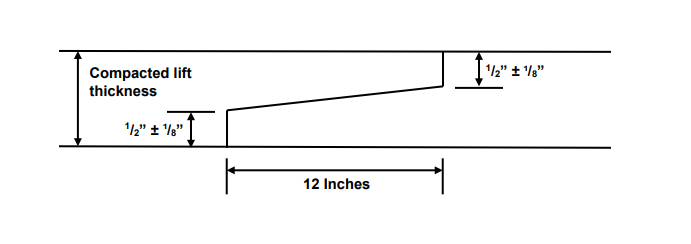 Compacted lift
thickness
1/2” ± 1/8”
1/2” ± 1/8”
12 Inches